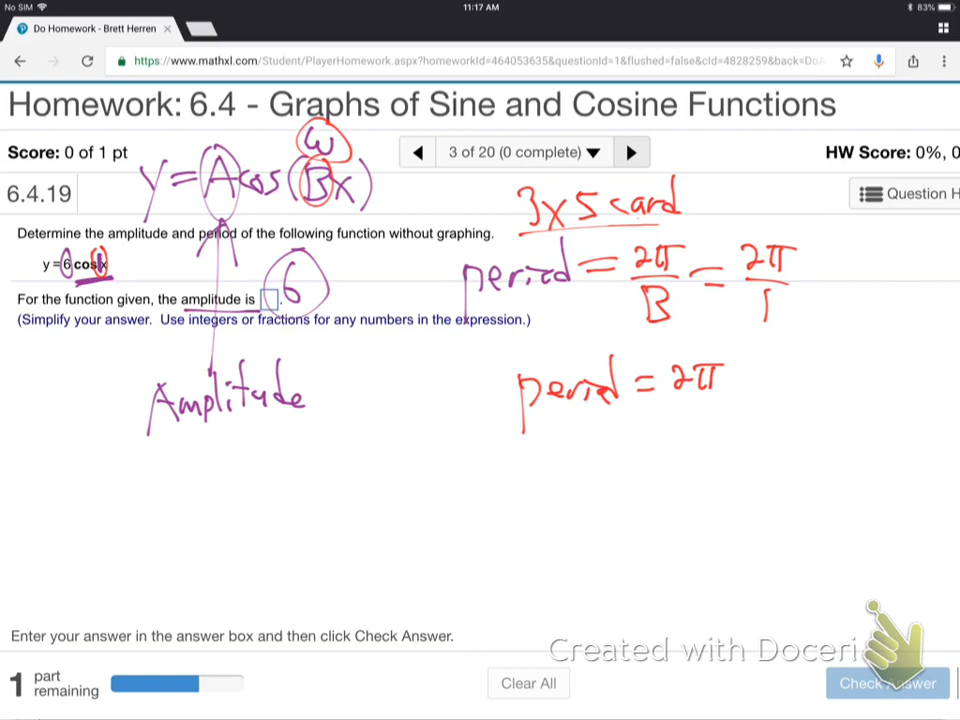 No SIM 11:17 AM 83%
Do Homework - Brett Herren ×
https://www.mathxl.com/Student/PlayerHomework.aspx?homeworkId=464053635&questionId=1&flushed=false&cld=4828259&back=DoA
Homework: 6.4 - Graphs of Sine and Cosine Functions
Score: 0 of 1 pt
3 of 20 (0 complete)
HW Score: 0%, 0
ω
y = A cos (Bx)
6.4.19
Question H
3 x 5 card
Determine the amplitude and period of the following function without graphing.
y = 6 cos x
period = 2π/B = 2π/1
For the function given, the amplitude is .
6
(Simplify your answer. Use integers or fractions for any numbers in the expression.)
Amplitude
period = 2π
Enter your answer in the answer box and then click Check Answer.
Created with Doceri
1 part remaining
Clear All
Check Answer